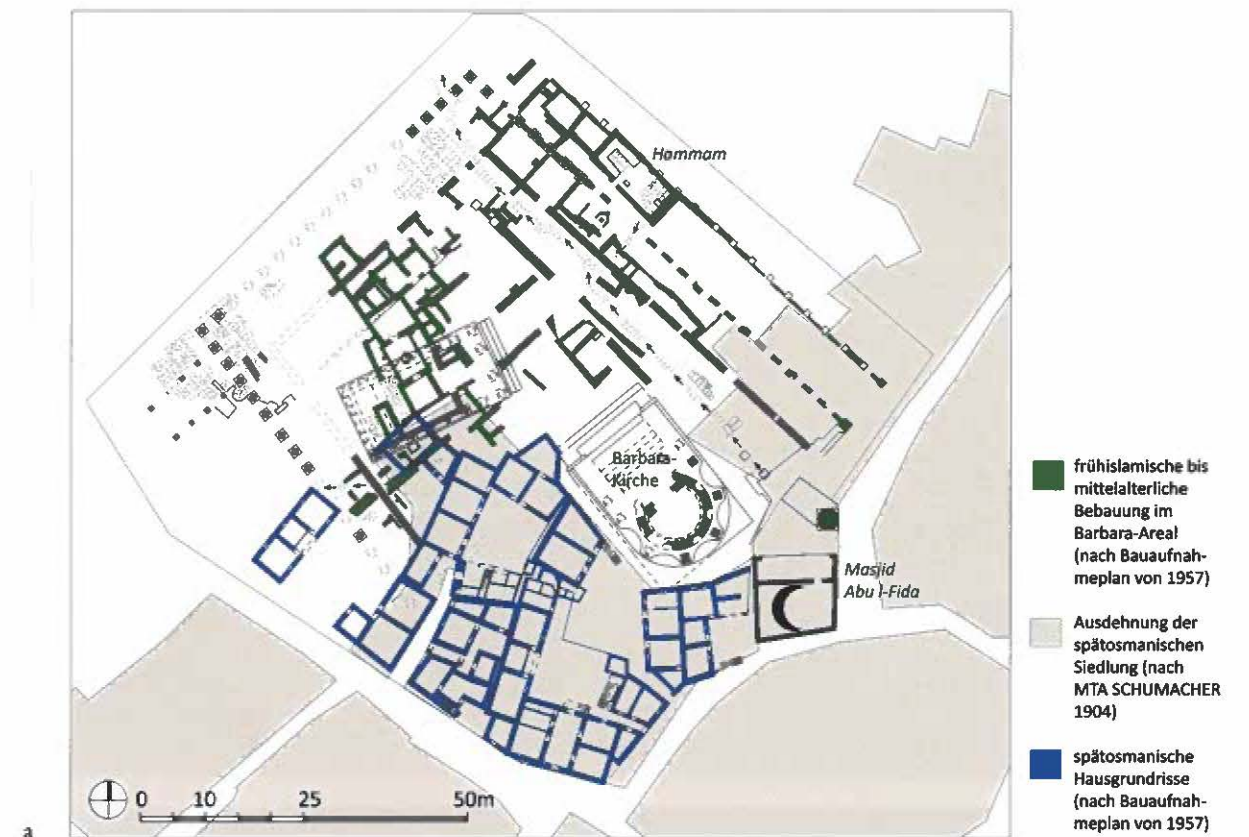 Hammam
Barbara-
Kirche
Masjid
Abu l-Fida
frühislamische bis
mittelalterliche
Bebauung im
Barbara-Areal
(nach Bauaufnah-
meplan von 1957)
Ausdehnung der
spätosmanischen
Siedlung (nach
MTA SCHUMACHER
1904)
spätosmanische
Hausgrundrisse
(nach Bauaufnah-
meplan von 1957)
0 10 25 50m
a